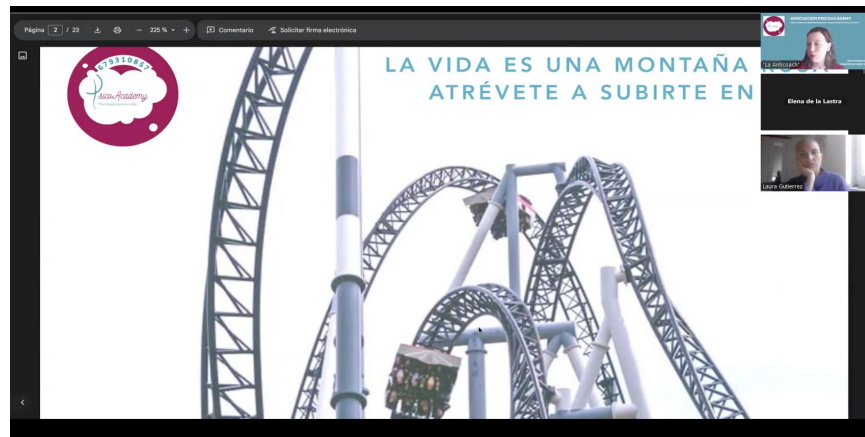 Página 2 / 23 — 225 % + Comentario Solicitar firma electrónica
679310857
PsicoAcademy
LA VIDA ES UNA MONTAÑA
ATRÉVETE A SUBIRTE EN
ASOCIACION PSICOACADEMY
"La Anticoach"
Elena de la Lastra
Laura Gutierrez